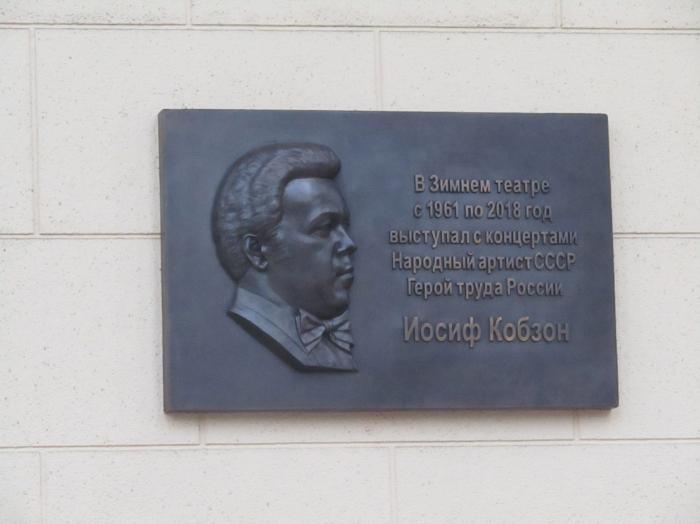 В Зимнем театре
с 1961 по 2018 год
выступал с концертами
Народный артист СССР
Герой труда России
Иосиф Кобзон